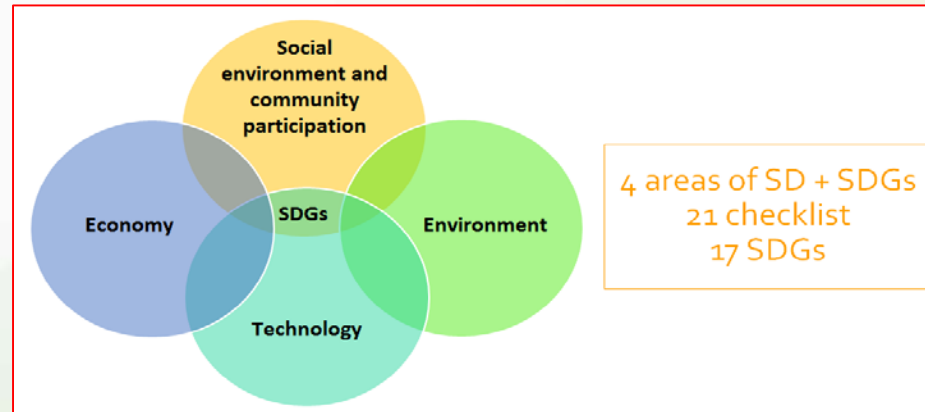 Social
environment and
community
participation
Economy
SDGs
Environment
Technology
4 areas of SD + SDGs
21 checklist
17 SDGs